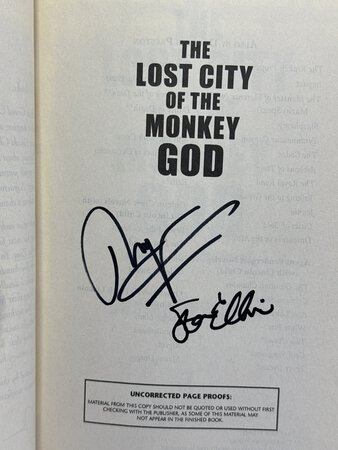 THE
LOST CITY
OF THE
MONKEY
GOD
UNCORRECTED PAGE PROOFS:
MATERIAL FROM THIS COPY SHOULD NOT BE QUOTED OR USED WITHOUT FIRST
CHECKING WITH THE PUBLISHER, AS SOME OF THIS MATERIAL MAY
NOT APPEAR IN THE FINISHED BOOK.